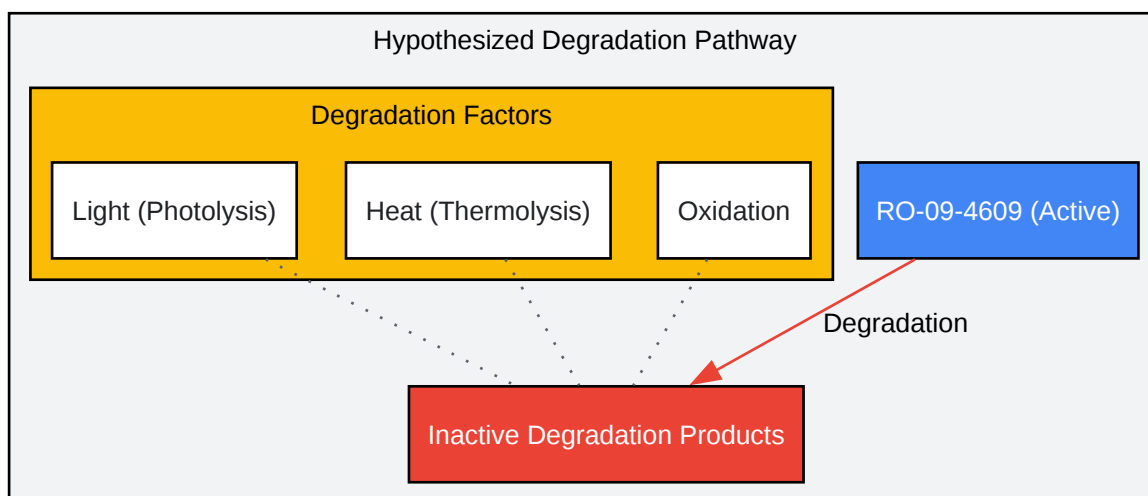 Hypothesized Degradation Pathway
Degradation Factors
Light (Photolysis)
Heat (Thermolysis)
Oxidation
RO-09-4609 (Active)
Degradation
Inactive Degradation Products